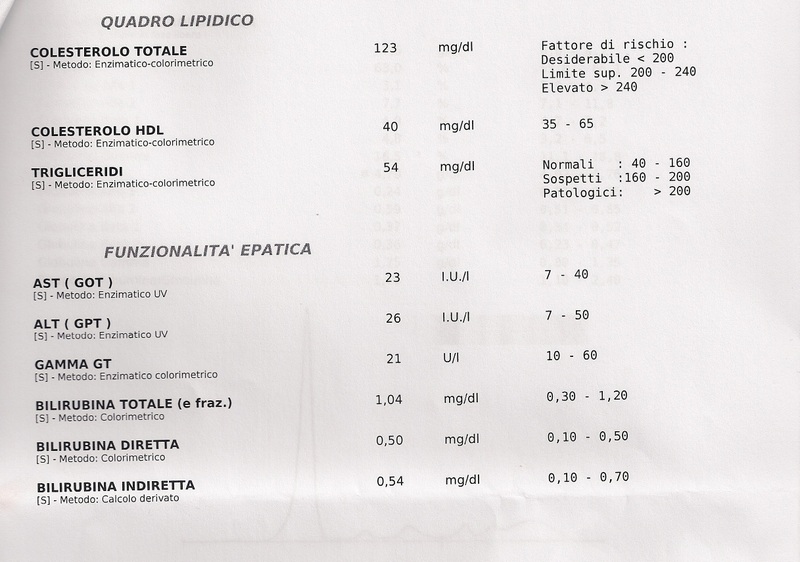 QUADRO LIPIDICO
COLESTEROLO TOTALE 123 mg/dl Fattore di rischio :
[S] - Metodo: Enzimatico-colorimetrico Desiderabile < 200
Limite sup. 200 - 240
Elevato > 240
COLESTEROLO HDL 40 mg/dl 35 - 65
[S] - Metodo: Enzimatico-colorimetrico
TRIGLICERIDI 54 mg/dl Normali : 40 - 160
[S] - Metodo: Enzimatico-colorimetrico Sospetti :160 - 200
Patologici: > 200
FUNZIONALITA' EPATICA
AST ( GOT ) 23 I.U./l 7 - 40
[S] - Metodo: Enzimatico UV
ALT ( GPT ) 26 I.U./l 7 - 50
[S] - Metodo: Enzimatico UV
GAMMA GT 21 U/l 10 - 60
[S] - Metodo: Enzimatico colorimetrico
BILIRUBINA TOTALE (e fraz.) 1,04 mg/dl 0,30 - 1,20
[S] - Metodo: Colorimetrico
BILIRUBINA DIRETTA 0,50 mg/dl 0,10 - 0,50
[S] - Metodo: Colorimetrico
BILIRUBINA INDIRETTA 0,54 mg/dl 0,10 - 0,70
[S] - Metodo: Calcolo derivato